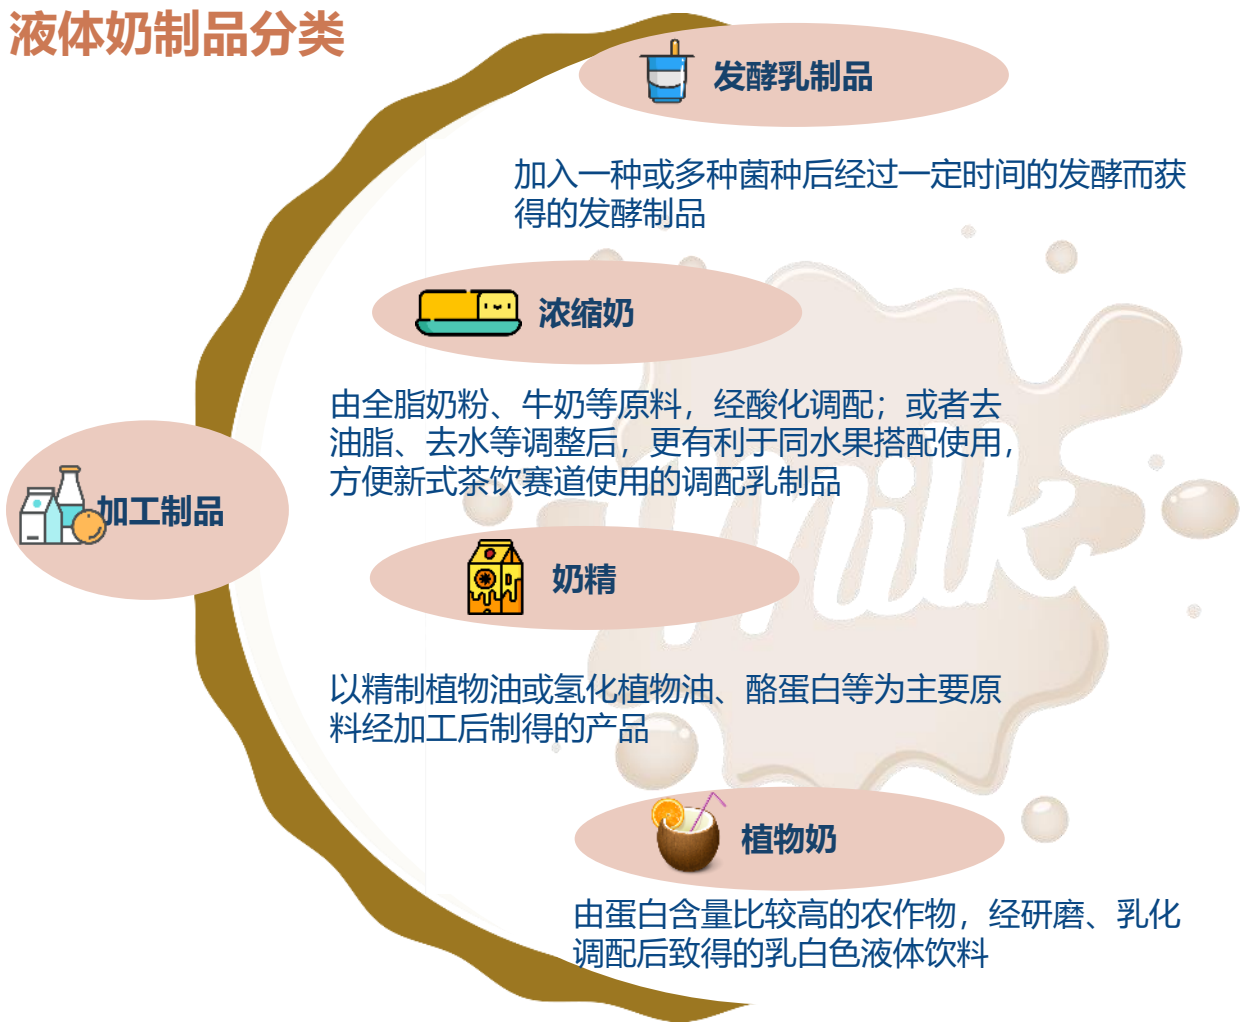 液体奶制品分类
发酵乳制品
加入一种或多种菌种后经过一定时间的发酵而获
得的发酵制品
浓缩奶
由全脂奶粉、牛奶等原料，经酸化调配；或者去
油脂、去水等调整后，更有利于同水果搭配使用，
方便新式茶饮赛道使用的调配乳制品
加工制品
奶精
milk
以精制植物油或氢化植物油、酪蛋白等为主要原
料经加工后制得的产品
植物奶
由蛋白含量比较高的农作物，经研磨、乳化
调配后致得的乳白色液体饮料